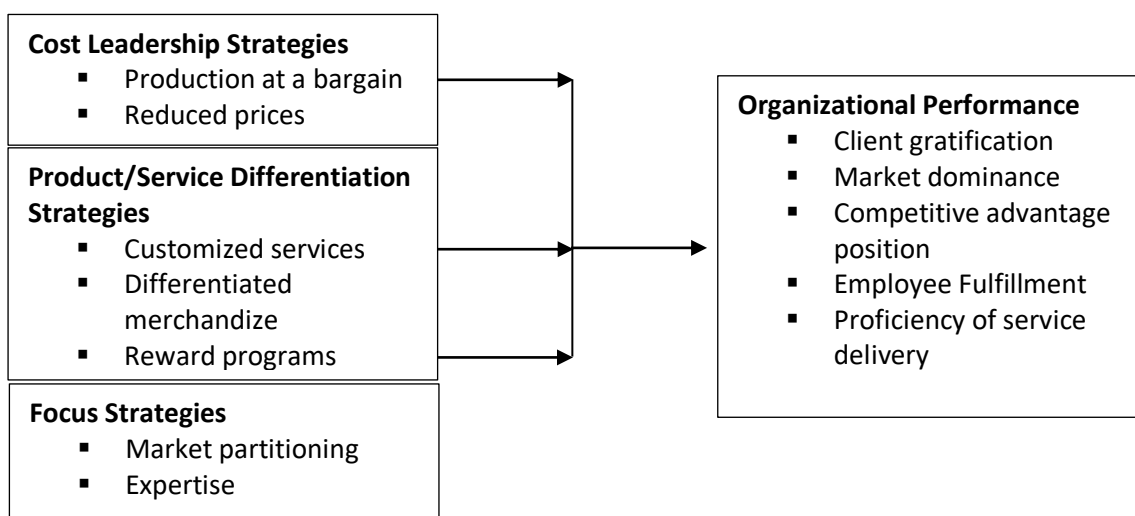 Cost Leadership Strategies
▪ Production at a bargain
▪ Reduced prices
Product/Service Differentiation
Strategies
▪ Customized services
▪ Differentiated
merchandize
▪ Reward programs
Focus Strategies
▪ Market partitioning
▪ Expertise
Organizational Performance
▪ Client gratification
▪ Market dominance
▪ Competitive advantage
position
▪ Employee Fulfillment
▪ Proficiency of service
delivery